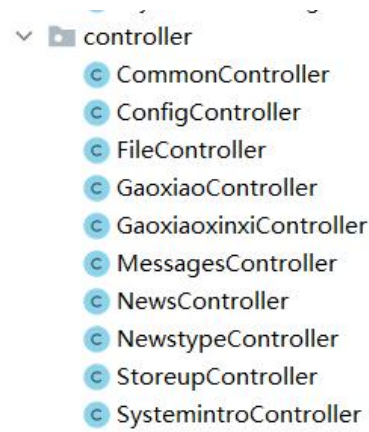 controller
C CommonController
C ConfigController
C FileController
C GaoxiaoController
C GaoxiaoxinxiController
C MessagesController
C NewsController
C NewstypeController
C StoreupController
C SystemintroController